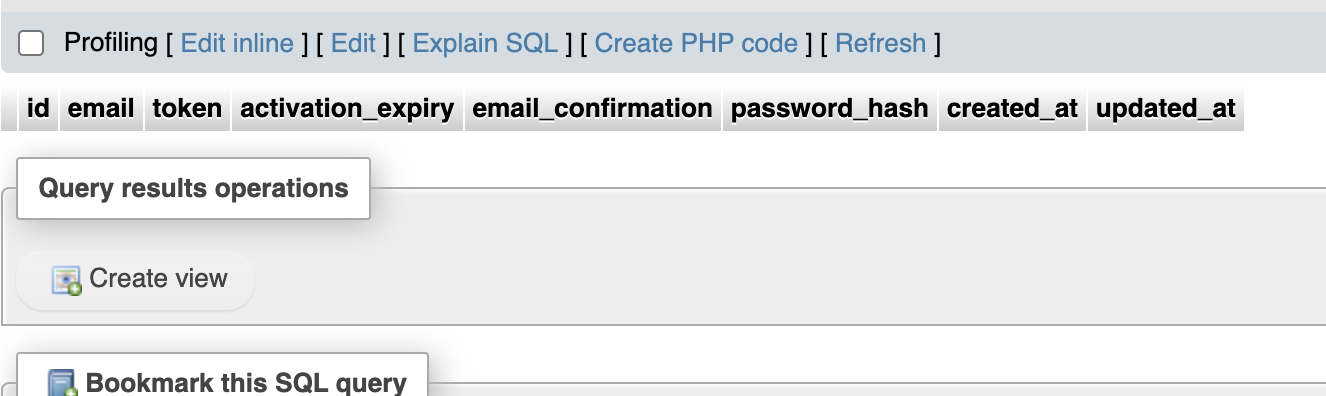 Profiling [ Edit inline ] [ Edit ] [ Explain SQL ] [ Create PHP code ] [ Refresh ]
id email token activation_expiry email_confirmation password_hash created_at updated_at
Query results operations
Create view
Bookmark this SQL query